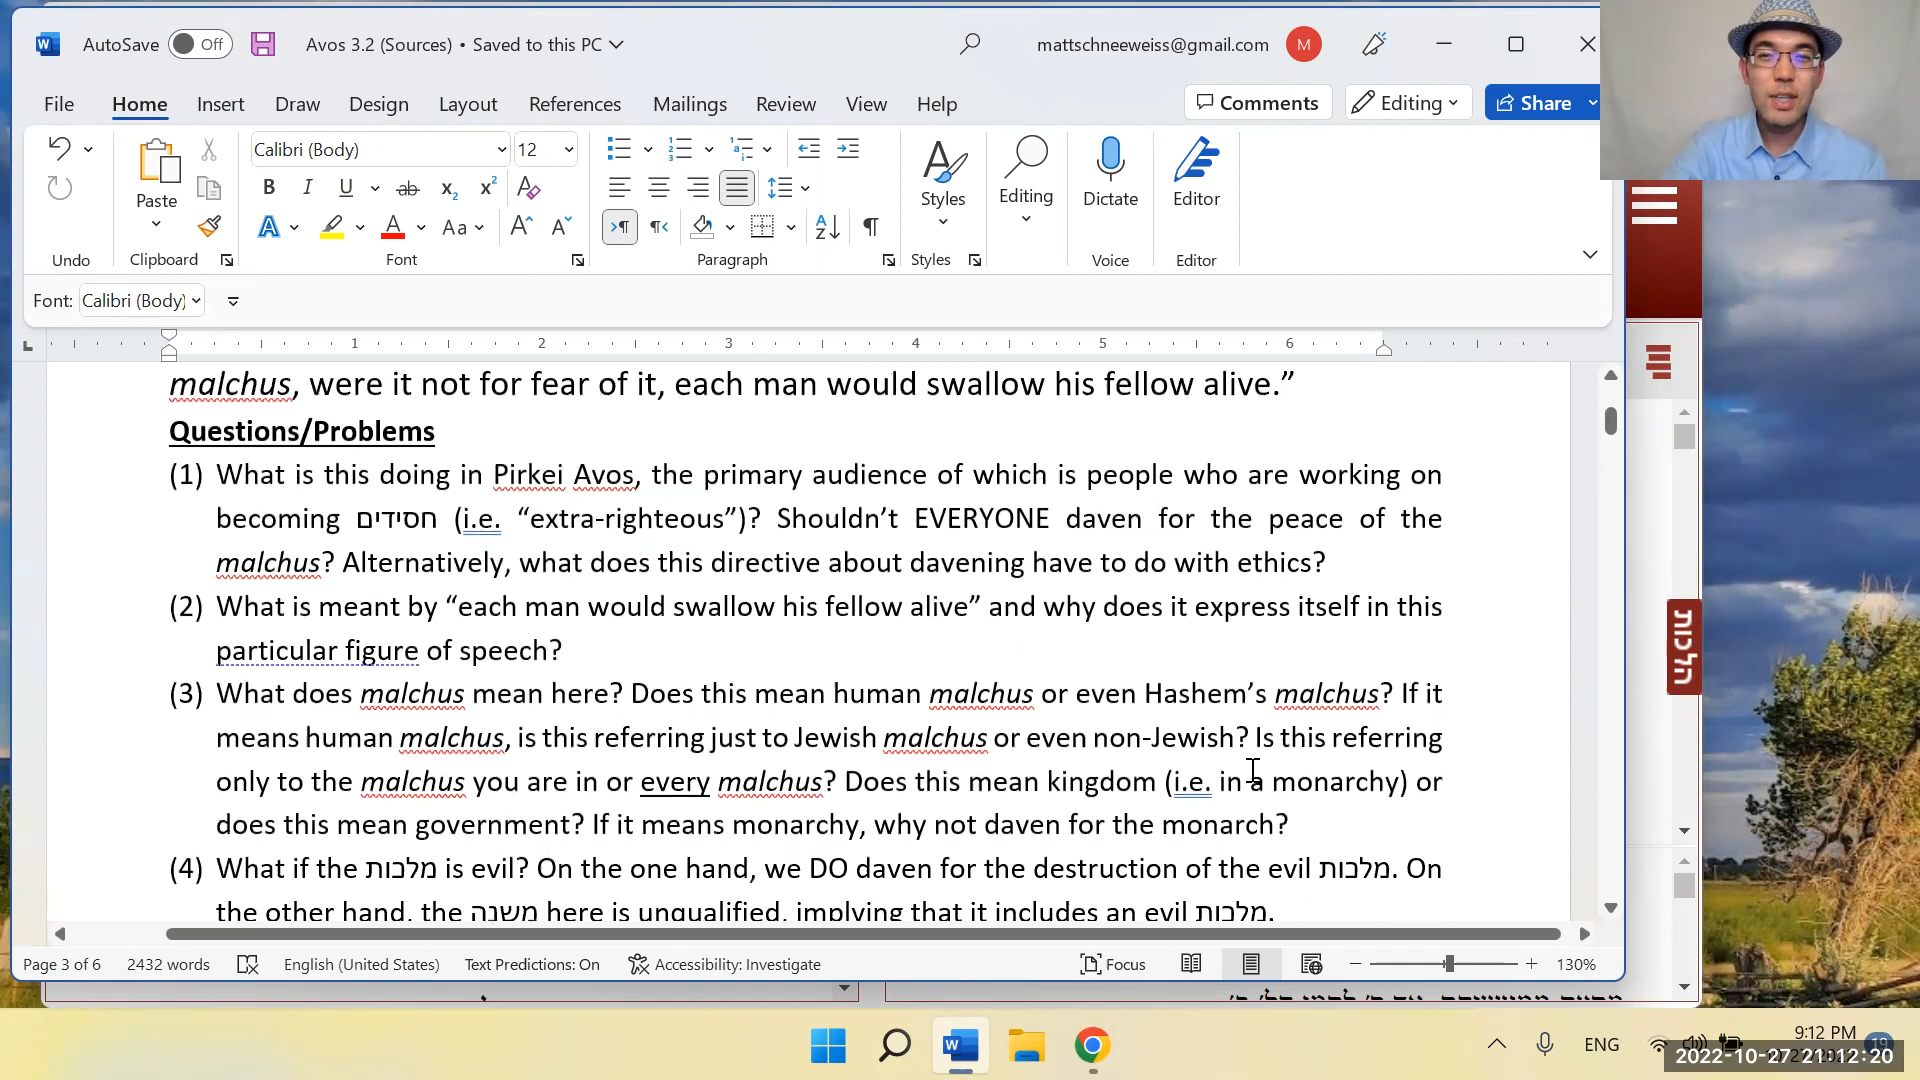 AutoSave Off Avos 3.2 (Sources) • Saved to this PC mattschneeweiss@gmail.com M
File Home Insert Draw Design Layout References Mailings Review View Help Comments Editing Share
Calibri (Body) 12
Paste Styles Editing Dictate Editor
Undo Clipboard Font Paragraph Styles Voice Editor
Font: Calibri (Body)
1 2 3 4 5 6
malchus, were it not for fear of it, each man would swallow his fellow alive.”
Questions/Problems
(1) What is this doing in Pirkei Avos, the primary audience of which is people who are working on
becoming חסידים (i.e. “extra-righteous”)? Shouldn’t EVERYONE daven for the peace of the
malchus? Alternatively, what does this directive about davening have to do with ethics?
(2) What is meant by “each man would swallow his fellow alive” and why does it express itself in this
particular figure of speech?
(3) What does malchus mean here? Does this mean human malchus or even Hashem’s malchus? If it
means human malchus, is this referring just to Jewish malchus or even non-Jewish? Is this referring
only to the malchus you are in or every malchus? Does this mean kingdom (i.e. in a monarchy) or
does this mean government? If it means monarchy, why not daven for the monarch?
(4) What if the מלכות is evil? On the one hand, we DO daven for the destruction of the evil מלכות. On
the other hand, the משנה here is unqualified, implying that it includes an evil מלכות.
הלכות
Page 3 of 6 2432 words English (United States) Text Predictions: On Accessibility: Investigate Focus 130%
ENG 9:12 PM 19
2022-10-27 21:12:20